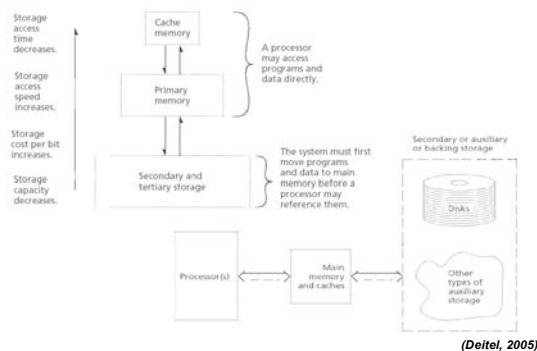 Storage
access
time
decreases.
Storage
access
speed
increases.
Storage
cost per bit
increases.
Storage
capacity
decreases.
Cache
memory
Primary
memory
Secondary and
tertiary storage
A processor
may access
programs and
data directly.
The system must first
move programs
and data to main
memory before a
processor may
reference them.
Secondary or auxiliary
or backing storage
Disks
Processor(s)
Main
memory
and caches
Other
types of
auxiliary
storage
(Deitel, 2005)